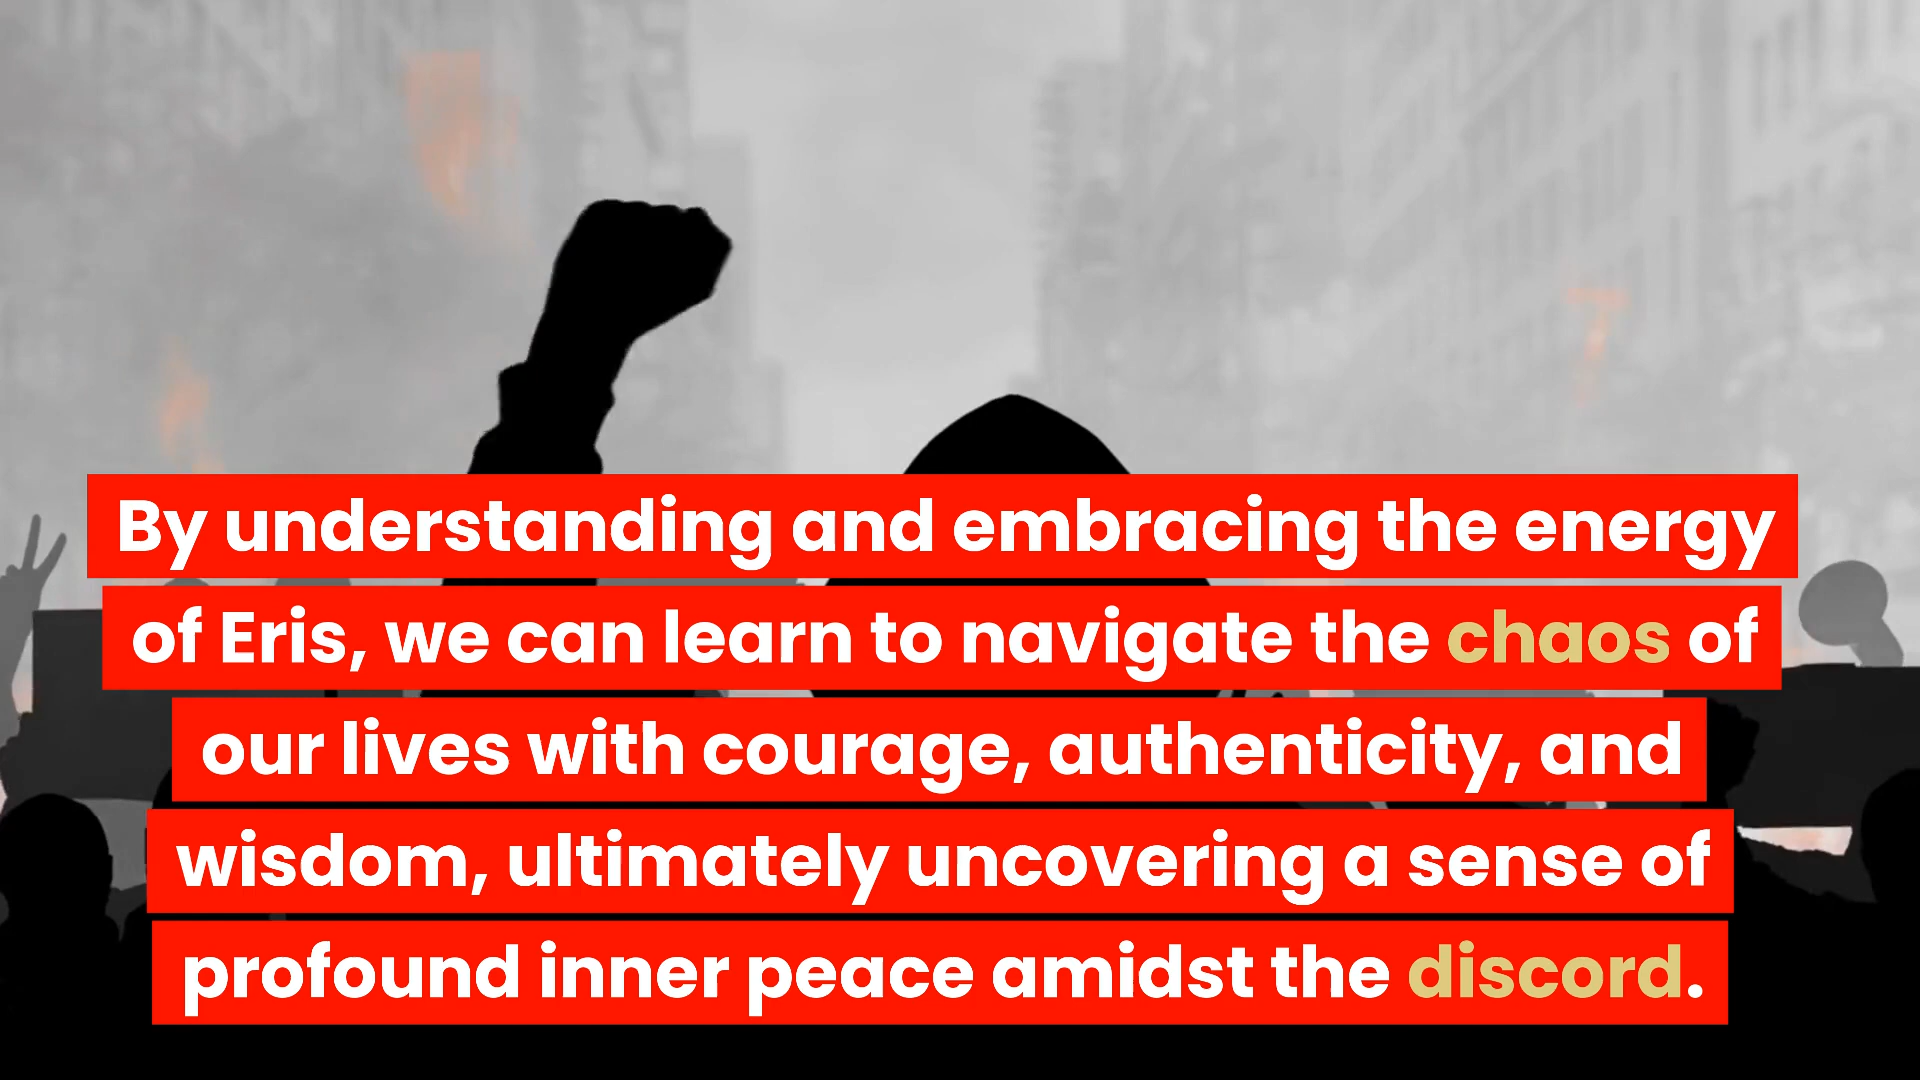 By understanding and embracing the energy
of Eris, we can learn to navigate the chaos of
our lives with courage, authenticity, and
wisdom, ultimately uncovering a sense of
profound inner peace amidst the discord.